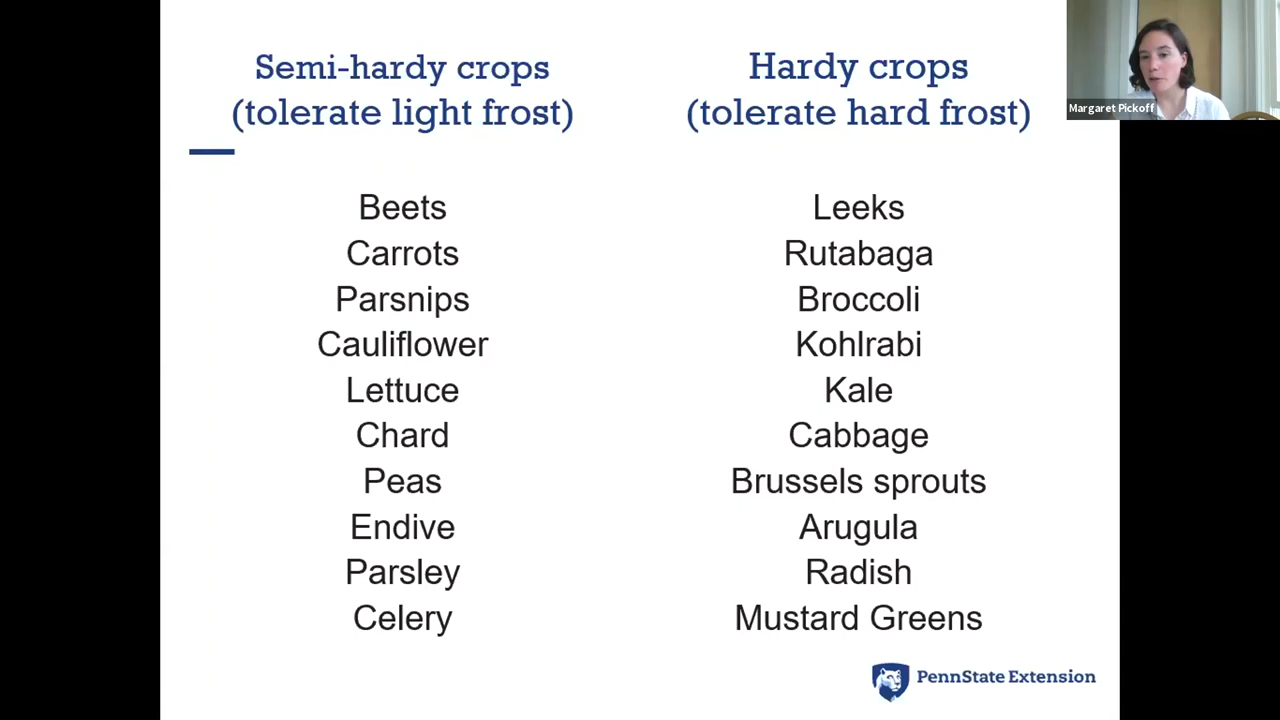 Semi-hardy crops
(tolerate light frost)
Beets
Carrots
Parsnips
Cauliflower
Lettuce
Chard
Peas
Endive
Parsley
Celery
Hardy crops
(tolerate hard frost)
Leeks
Rutabaga
Broccoli
Kohlrabi
Kale
Cabbage
Brussels sprouts
Arugula
Radish
Mustard Greens
PennState Extension
Margaret Pickoff